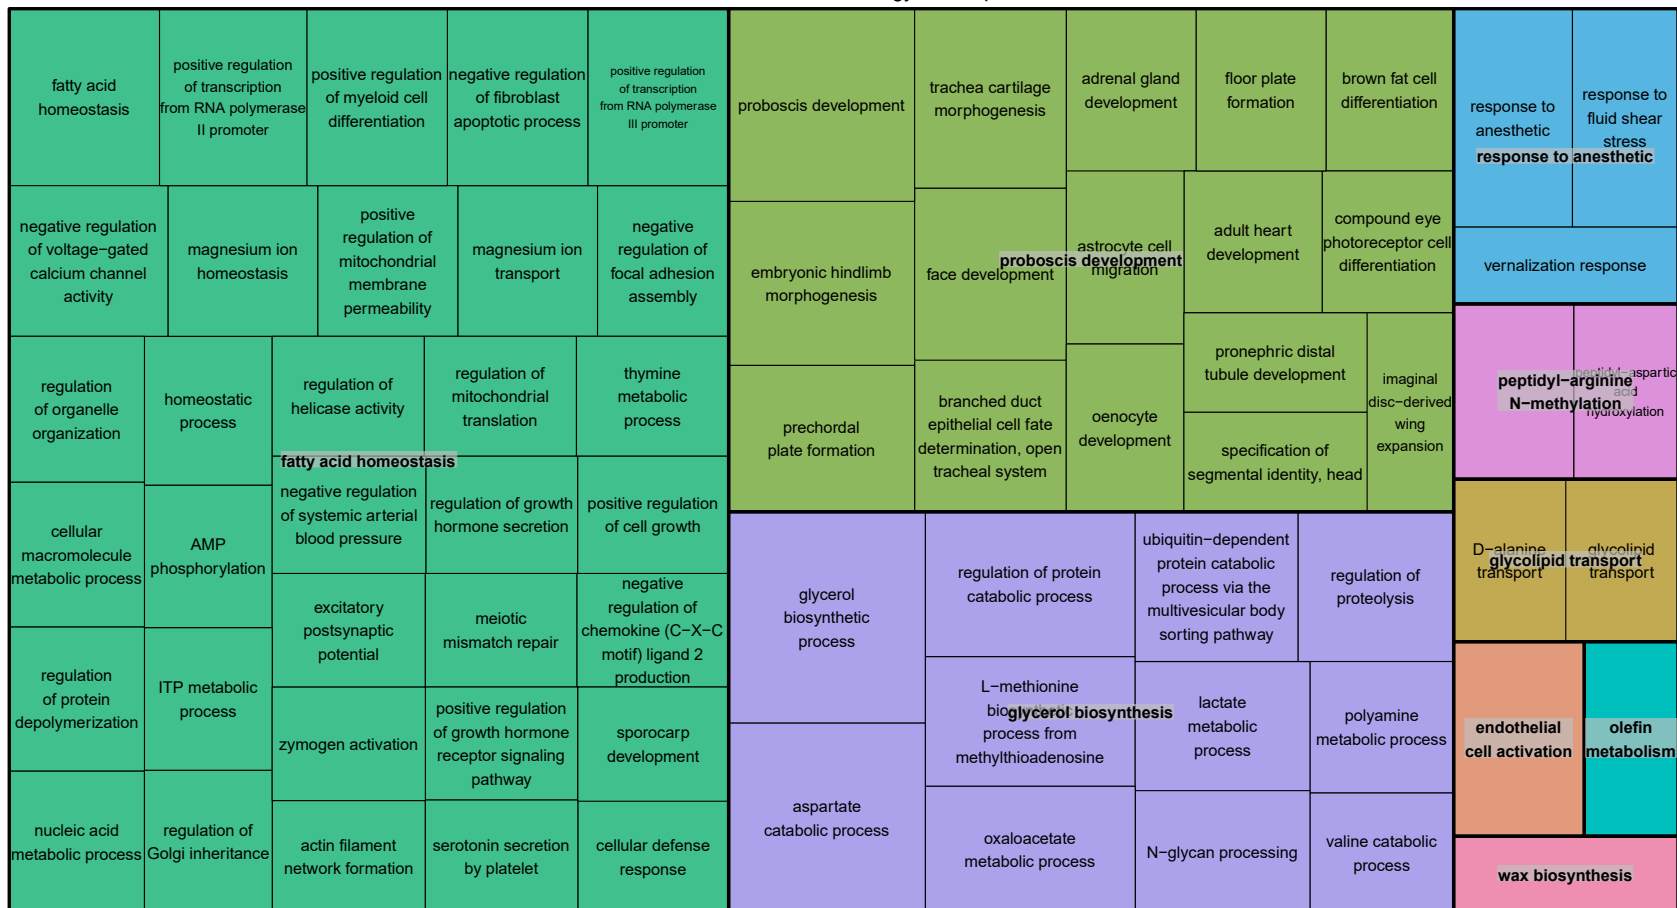 fatty acid
homeostasis
positive regulation
of transcription
from RNA polymerase
II promoter
positive regulation
of myeloid cell
differentiation
negative regulation
of fibroblast
apoptotic process
positive regulation
of transcription
from RNA polymerase
III promoter
negative regulation
of voltage−gated
calcium channel
activity
magnesium ion
homeostasis
positive
regulation of
mitochondrial
membrane
permeability
magnesium ion
transport
negative
regulation of
focal adhesion
assembly
regulation
of organelle
organization
homeostatic
process
regulation of
helicase activity
regulation of
mitochondrial
translation
thymine
metabolic
process
fatty acid homeostasis
cellular
macromolecule
metabolic process
AMP
phosphorylation
negative regulation
of systemic arterial
blood pressure
regulation of growth
hormone secretion
positive regulation
of cell growth
excitatory
postsynaptic
potential
meiotic
mismatch repair
negative
regulation of
chemokine (C−X−C
motif) ligand 2
production
regulation
of protein
depolymerization
ITP metabolic
process
zymogen activation
positive regulation
of growth hormone
receptor signaling
pathway
sporocarp
development
nucleic acid
metabolic process
regulation of
Golgi inheritance
actin filament
network formation
serotonin secretion
by platelet
cellular defense
response
proboscis development
trachea cartilage
morphogenesis
adrenal gland
development
floor plate
formation
brown fat cell
differentiation
embryonic hindlimb
morphogenesis
face development
astrocyte cell
migration
proboscis development
adult heart
development
compound eye
photoreceptor cell
differentiation
prechordal
plate formation
branched duct
epithelial cell fate
determination, open
tracheal system
oenocyte
development
pronephric distal
tubule development
specification of
segmental identity, head
imaginal
disc−derived
wing
expansion
glycerol
biosynthetic
process
regulation of protein
catabolic process
ubiquitin−dependent
protein catabolic
process via the
multivesicular body
sorting pathway
regulation of
proteolysis
L−methionine
biosynthetic
process from
methylthioadenosine
glycerol biosynthesis
lactate
metabolic
process
polyamine
metabolic process
aspartate
catabolic process
oxaloacetate
metabolic process
N−glycan processing
valine catabolic
process
response to
anesthetic
response to
fluid shear
stress
response to anesthetic
vernalization response
peptidyl−arginine
N−methylation
peptidyl−aspartic
acid
hydroxylation
D−alanine
transport
glycolipid
transport
glycolipid transport
endothelial
cell activation
olefin
metabolism
wax biosynthesis